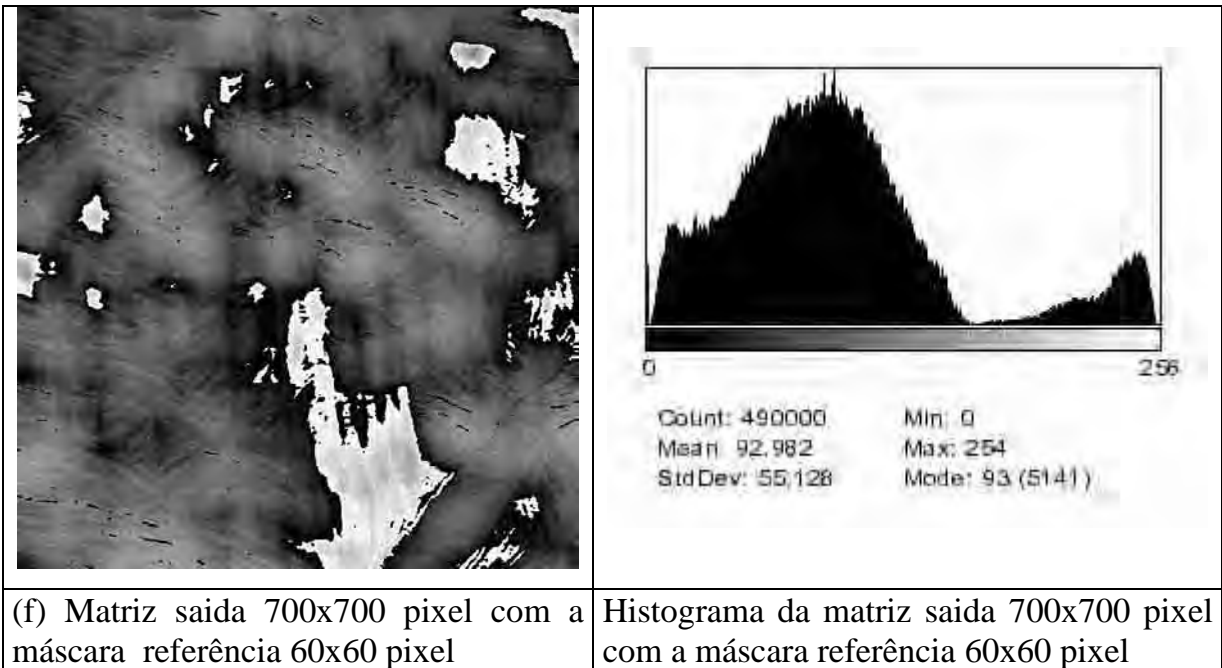 0
256
Count: 490000
Min: 0
Mean: 92,982
Max: 254
StdDev: 55,128
Mode: 93 (5141)
(f) Matriz saida 700x700 pixel com a
máscara referência 60x60 pixel
Histograma da matriz saida 700x700 pixel
com a máscara referência 60x60 pixel